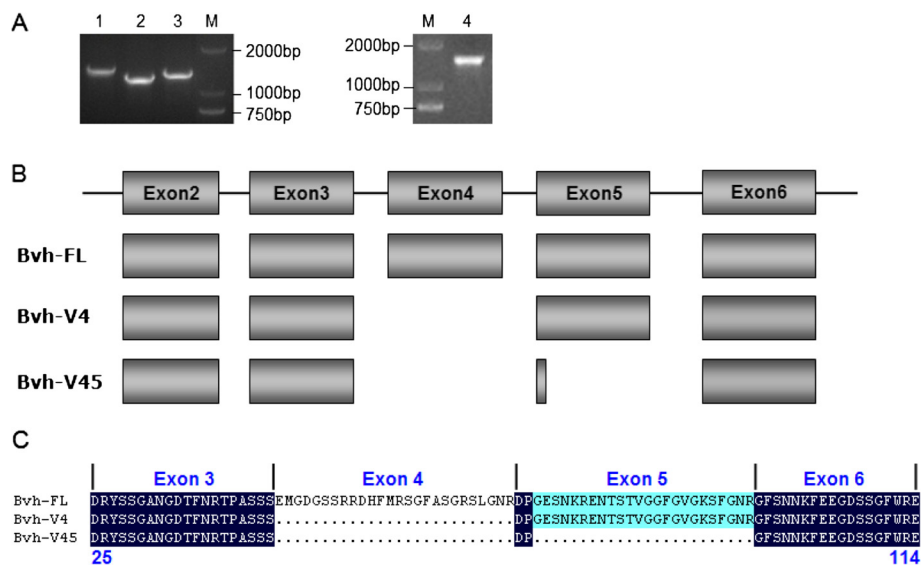 A
1 2 3 M
2000bp
1000bp
750bp
M 4
2000bp
1000bp
750bp
B
Exon2 Exon3 Exon4 Exon5 Exon6
Bvh-FL
Bvh-V4
Bvh-V45
C
Exon 3 Exon 4 Exon 5 Exon 6
Bvh-FL DRYSSGANGDTFNRTPASSSEMGDGSSRRDHFMRSGFASGRSLGNRDPGESNKRENTSTVGGFGVGKSFGNRGFSNNKFEEGDSSGFWRE
Bvh-V4 DRYSSGANGDTFNRTPASSS..........................DPGESNKRENTSTVGGFGVGKSFGNRGFSNNKFEEGDSSGFWRE
Bvh-V45 DRYSSGANGDTFNRTPASSS..........................DP........................GFSNNKFEEGDSSGFWRE
25 114